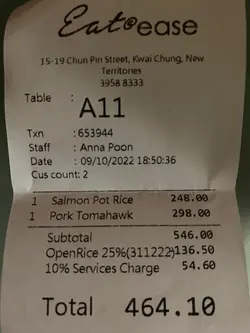 Eat@ease
15-19 Chun Pin Street, Kwai Chung, New
Territories
3958 8333
Table : A11
Txn : 653944
Staff : Anna Poon
Date : 09/10/2022 18:50:36
Cus count: 2
1 Salmon Pot Rice 248.00
1 Pork Tomahawk 298.00
Subtotal 546.00
OpenRice 25%(311222)-136.50
10% Services Charge 54.60
Total 464.10